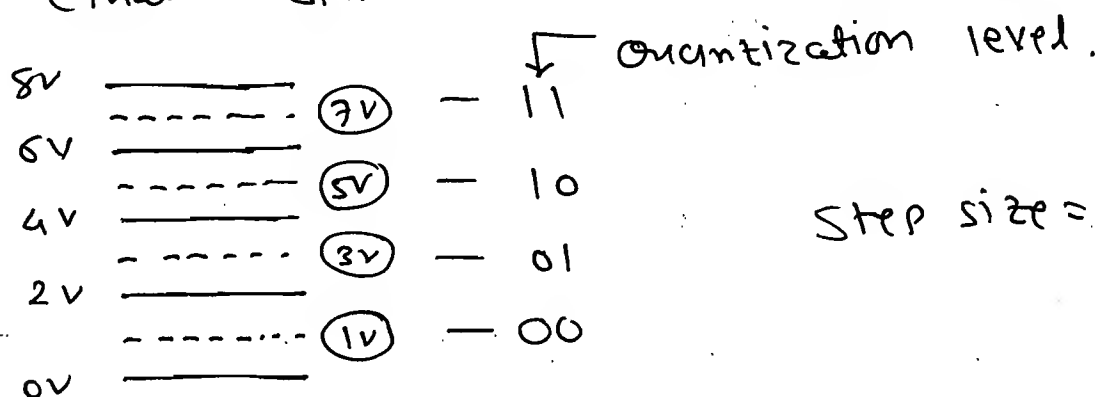 Quantization level.
8V
7V — 11
6V
5V — 10
4V
Step size =
3V — 01
2V
1V — 00
0V